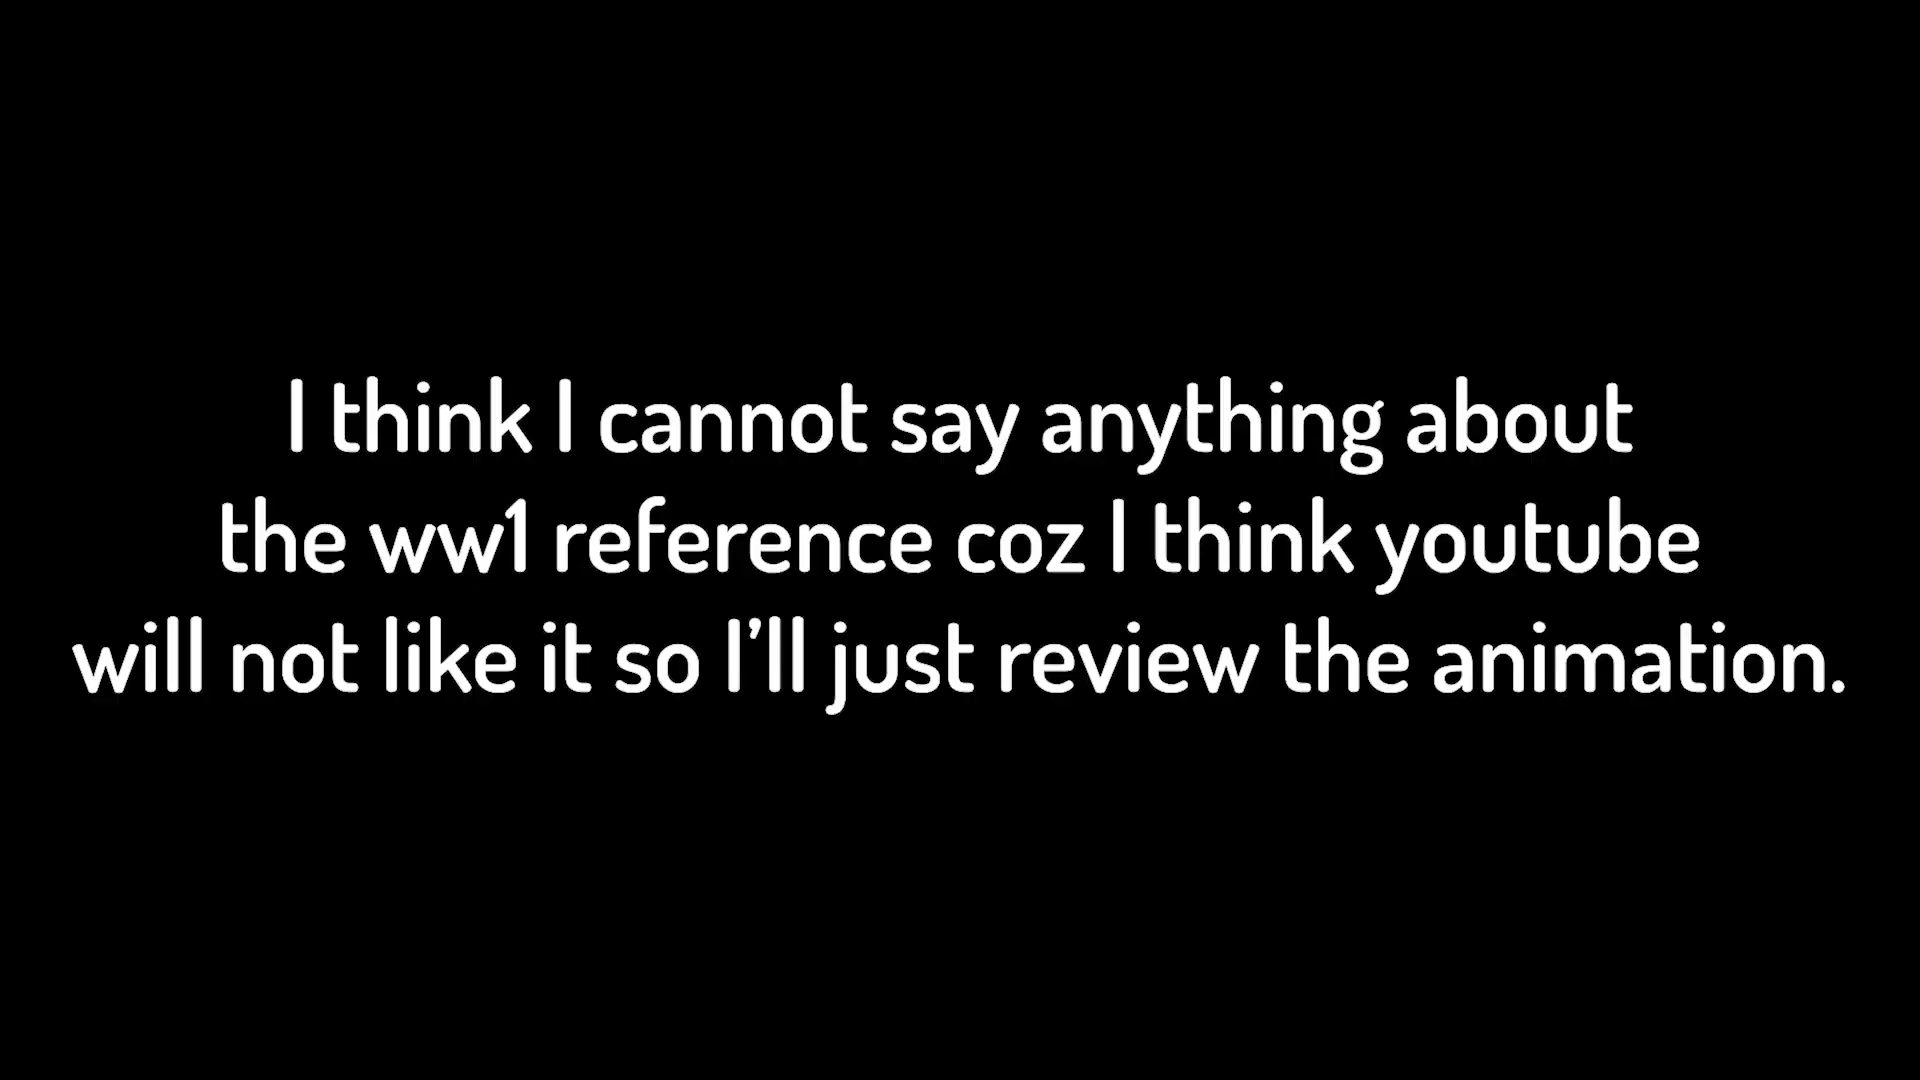 I think I cannot say anything about
the ww1 reference coz I think youtube
will not like it so I’ll just review the animation.